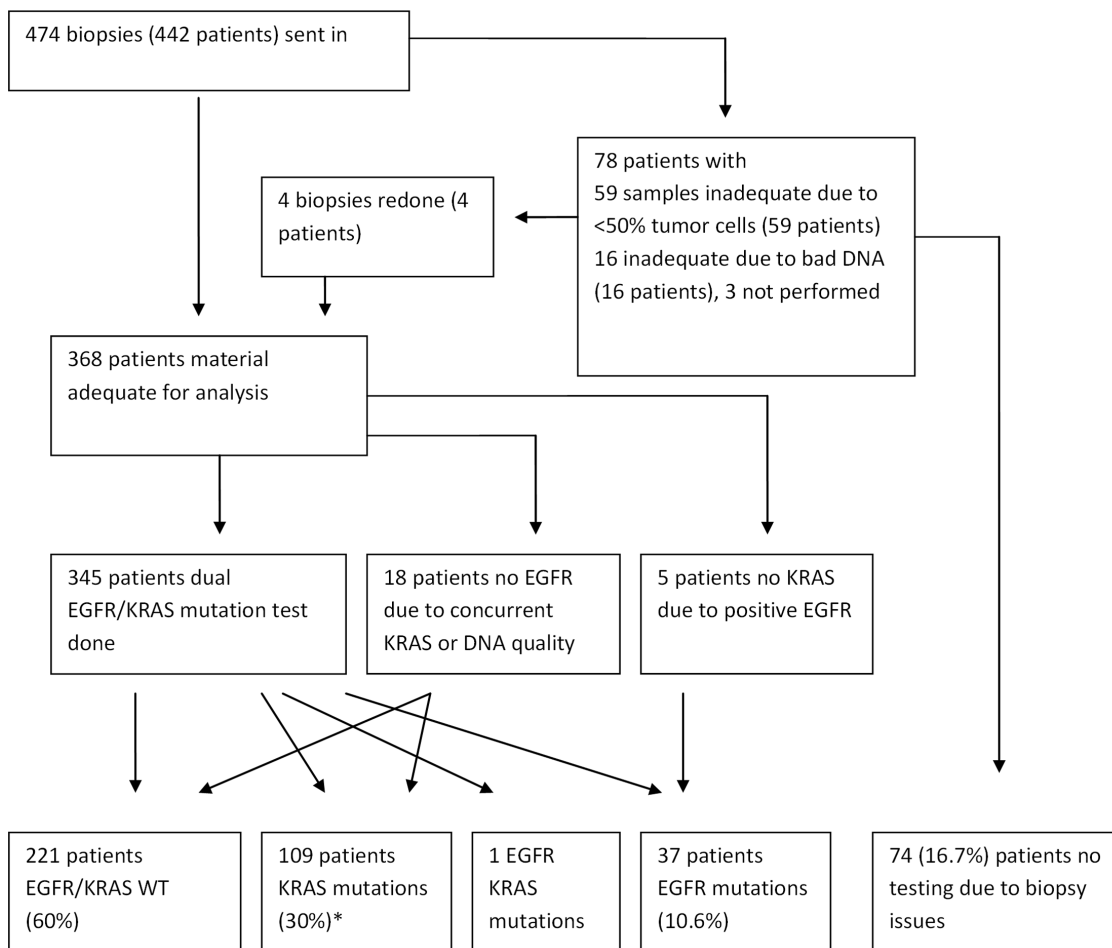 474 biopsies (442 patients) sent in
78 patients with
59 samples inadequate due to
<50% tumor cells (59 patients)
16 inadequate due to bad DNA
(16 patients), 3 not performed
4 biopsies redone (4
patients)
368 patients material
adequate for analysis
345 patients dual
EGFR/KRAS mutation test
done
18 patients no EGFR
due to concurrent
KRAS or DNA quality
5 patients no KRAS
due to positive EGFR
221 patients
EGFR/KRAS WT
(60%)
109 patients
KRAS mutations
(30%)*
1 EGFR
KRAS
mutations
37 patients
EGFR mutations
(10.6%)
74 (16.7%) patients no
testing due to biopsy
issues